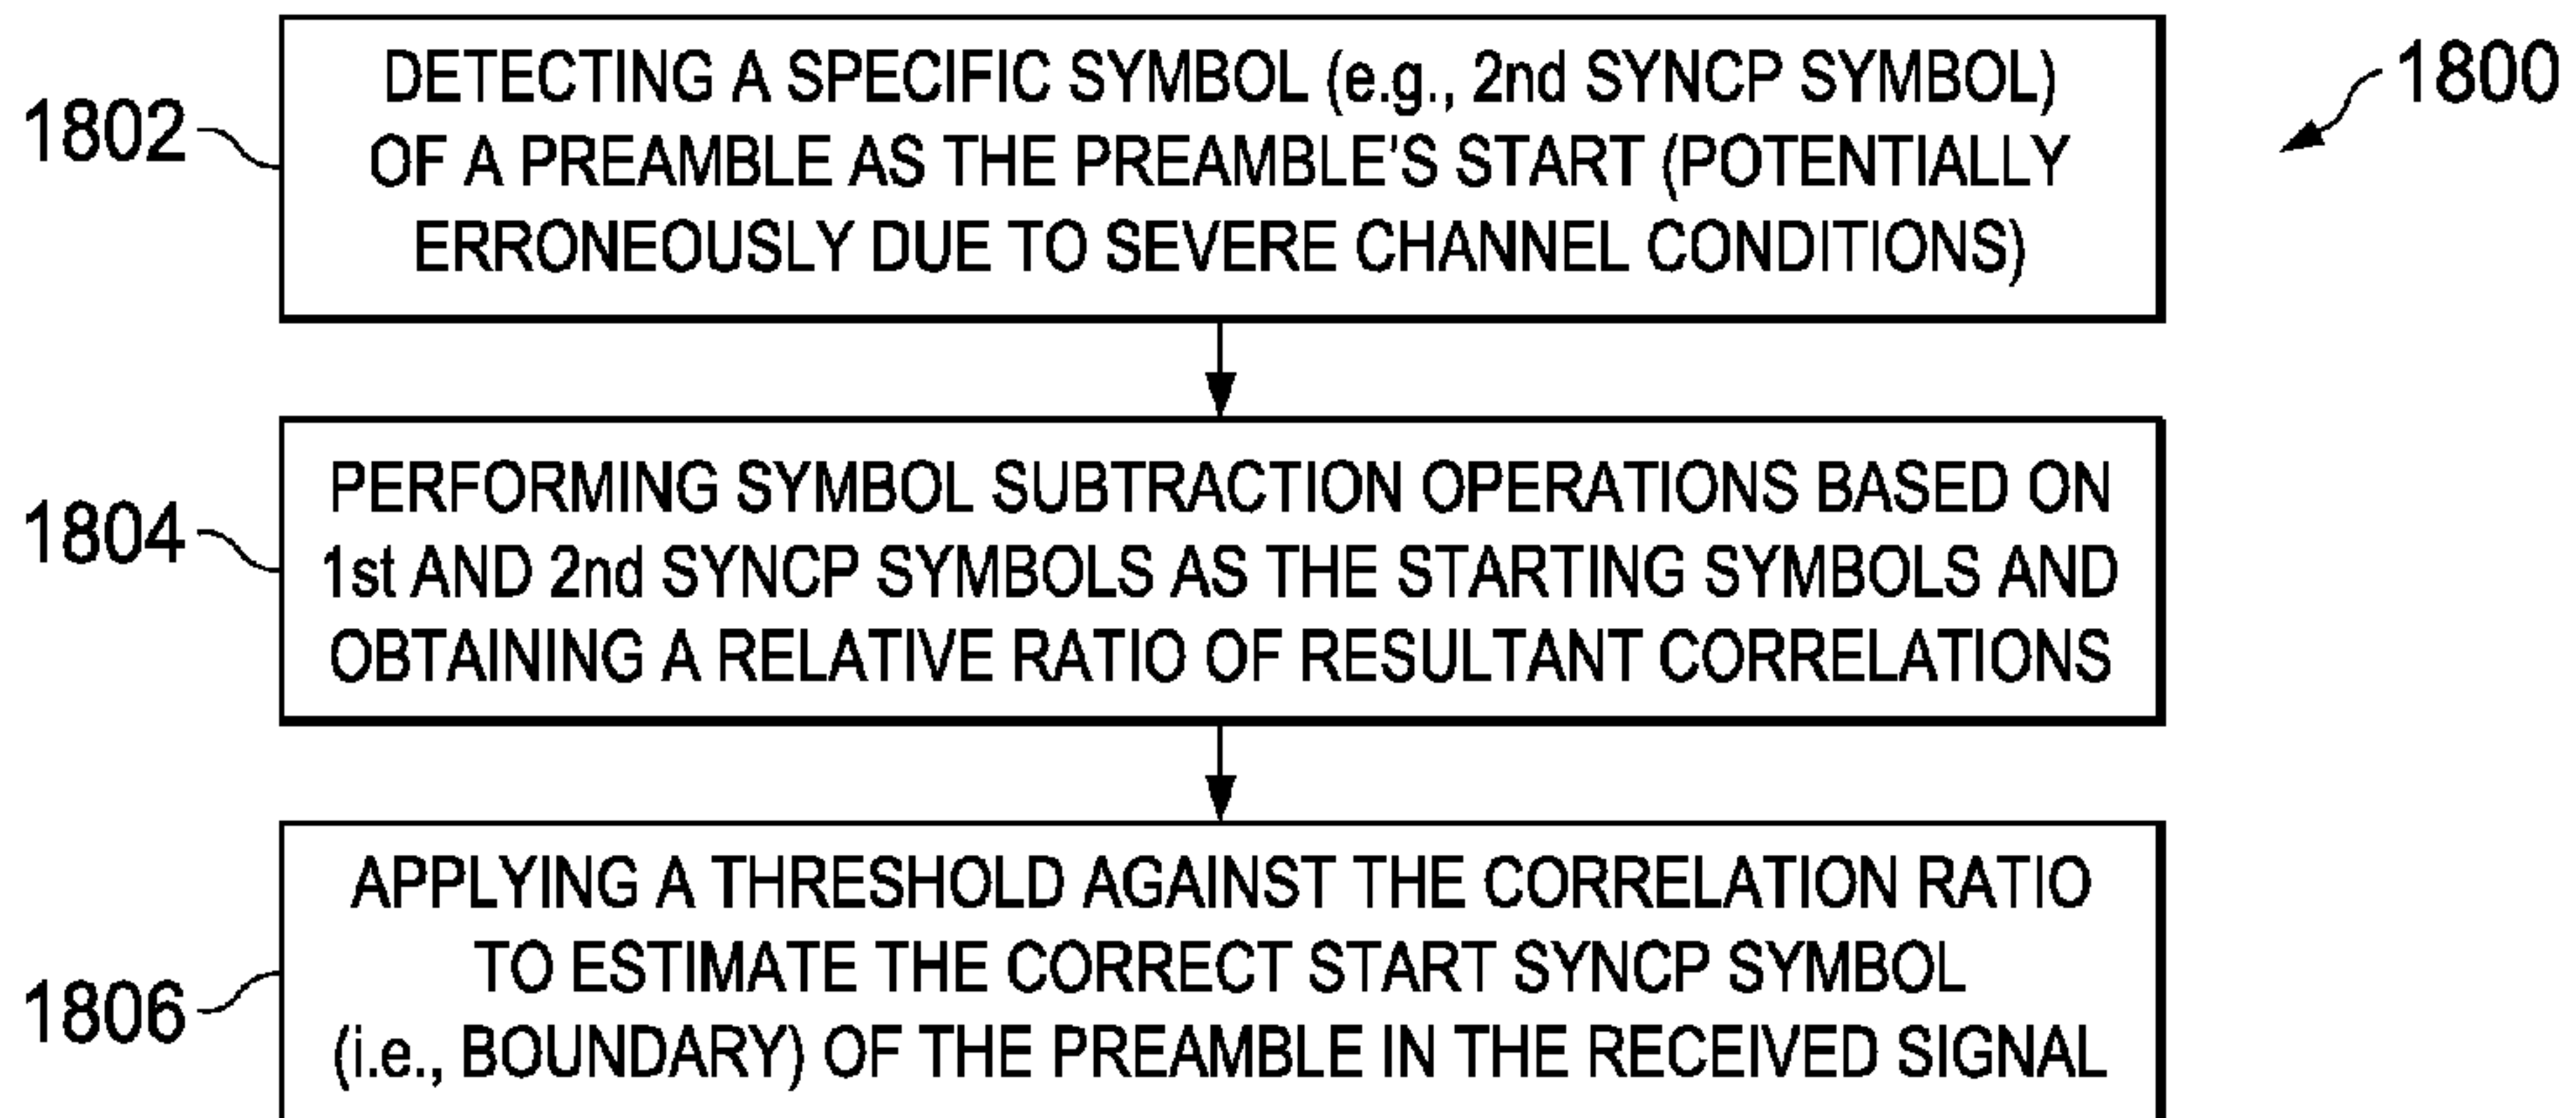 1800
1802
DETECTING A SPECIFIC SYMBOL (e.g., 2nd SYNCP SYMBOL)
OF A PREAMBLE AS THE PREAMBLE'S START (POTENTIALLY
ERRONEOUSLY DUE TO SEVERE CHANNEL CONDITIONS)
1804
PERFORMING SYMBOL SUBTRACTION OPERATIONS BASED ON
1st AND 2nd SYNCP SYMBOLS AS THE STARTING SYMBOLS AND
OBTAINING A RELATIVE RATIO OF RESULTANT CORRELATIONS
1806
APPLYING A THRESHOLD AGAINST THE CORRELATION RATIO
TO ESTIMATE THE CORRECT START SYNCP SYMBOL
(i.e., BOUNDARY) OF THE PREAMBLE IN THE RECEIVED SIGNAL